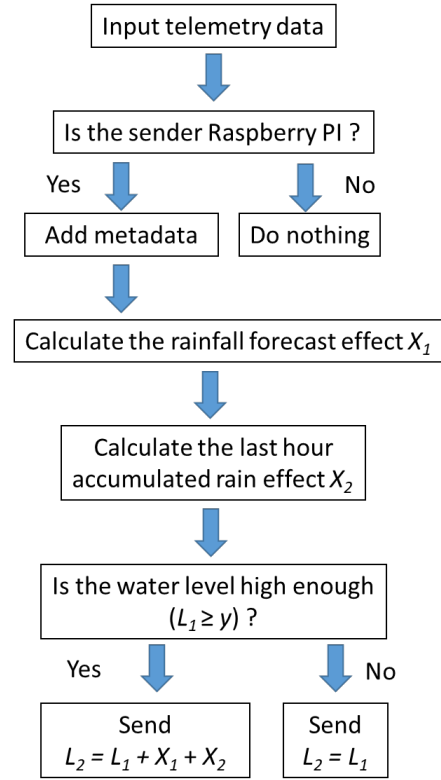 Input telemetry data
Is the sender Raspberry PI ?
Yes
No
Add metadata
Do nothing
Calculate the rainfall forecast effect X₁
Calculate the last hour
accumulated rain effect X₂
Is the water level high enough
(L₁ ≥ y) ?
Yes
No
Send
L₂ = L₁ + X₁ + X₂
Send
L₂ = L₁